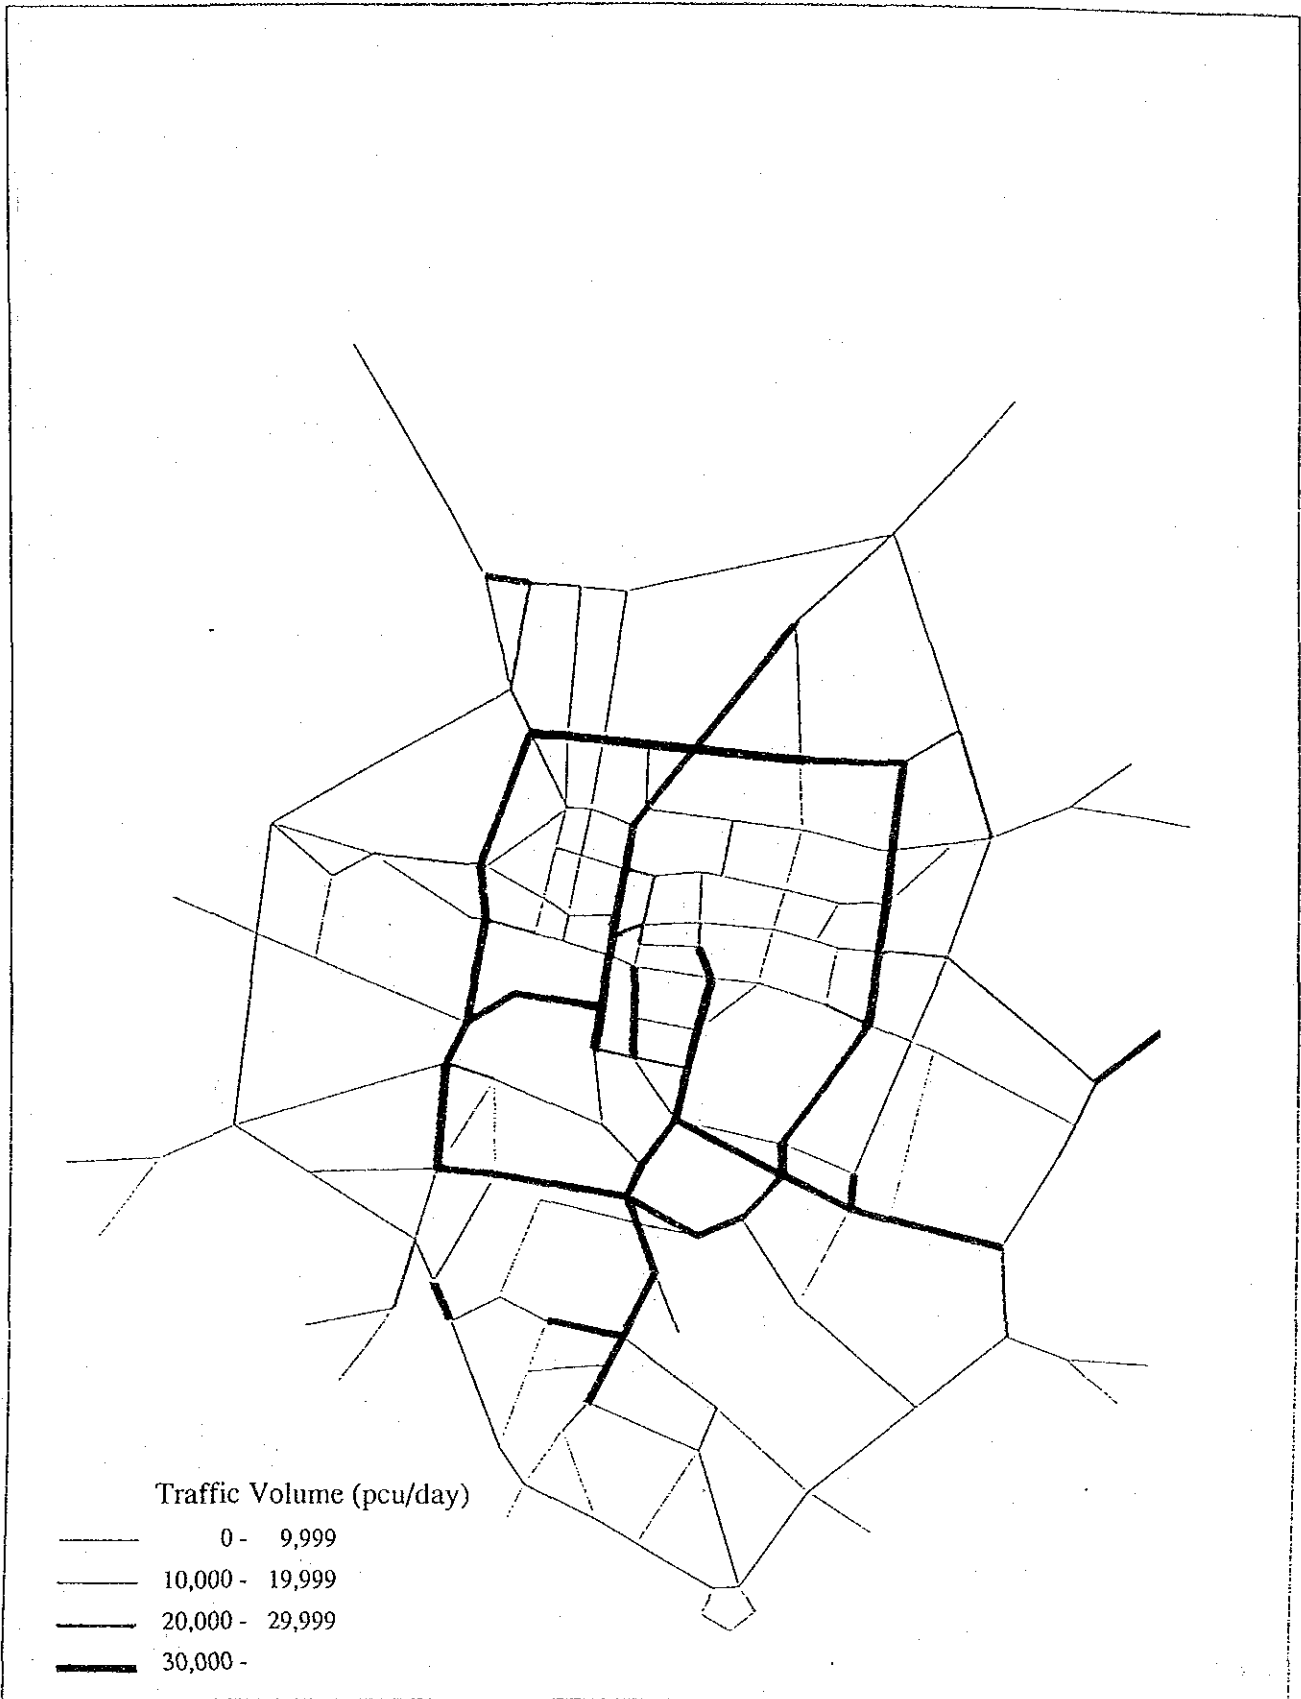 Traffic Volume (pcu/day)
0 - 9,999
10,000 - 19,999
20,000 - 29,999
30,000 -